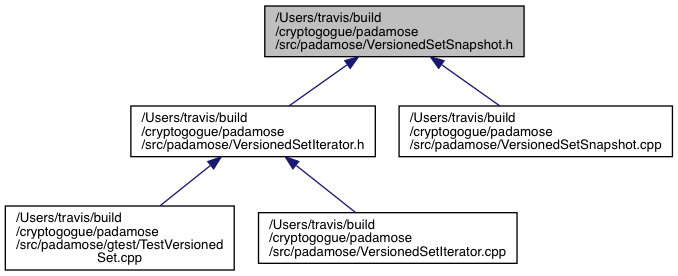 /Users/travis/build
/cryptogogue/padamose
/src/padamose/VersionedSetSnapshot.h
/Users/travis/build
/cryptogogue/padamose
/src/padamose/VersionedSetIterator.h
/Users/travis/build
/cryptogogue/padamose
/src/padamose/VersionedSetSnapshot.cpp
/Users/travis/build
/cryptogogue/padamose
/src/padamose/gtest/TestVersioned
Set.cpp
/Users/travis/build
/cryptogogue/padamose
/src/padamose/VersionedSetIterator.cpp